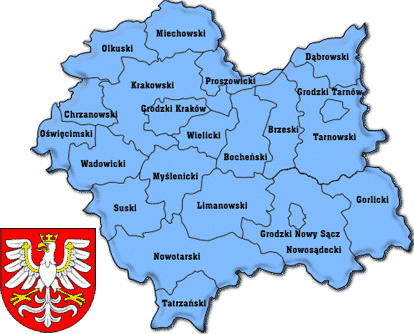 Miechowski
Olkuski
Dąbrowski
Proszowicki
Krakowski
Grodzki Tarnów
Grodzki Kraków
Chrzanowski
Oświęcimski
Wielicki
Brzeski
Tarnowski
Bocheński
Wadowicki
Myślenicki
Gorlicki
Suski
Limanowski
Grodzki Nowy Sącz
Nowosądecki
Nowotarski
Tatrzański